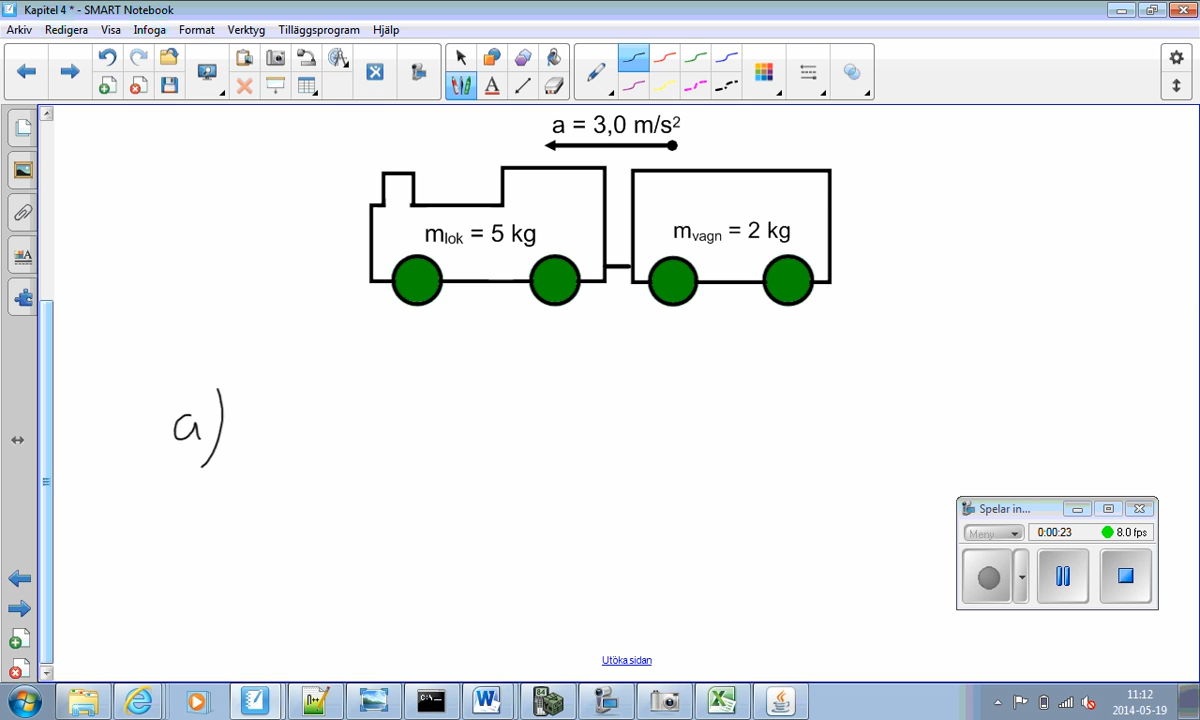 Kapitel 4 * - SMART Notebook
Arkiv Redigera Visa Infoga Format Verktyg Tilläggsprogram Hjälp
a = 3,0 m/s²
mlok = 5 kg
mvagn = 2 kg
a)
Spelar in...
Meny
0:00:23
8.0 fps
Utöka sidan
11:12
2014-05-19